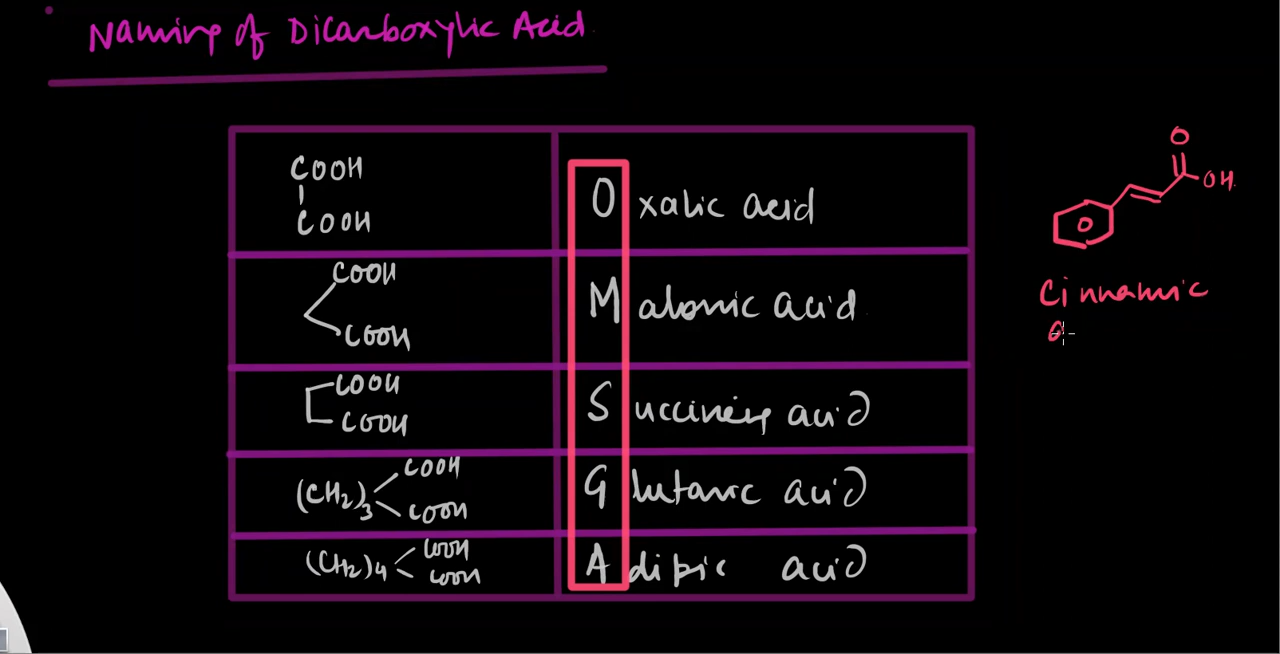 Naming of Dicarboxylic Acid
COOH
COOH
Oxalic acid
COOH
COOH
Malonic acid
COOH
COOH
Succinic acid
(CH2)3 COOH
COOH
Glutaric acid
(CH2)4 COOH
COOH
Adipic acid
O
OH
Cinnamic
a